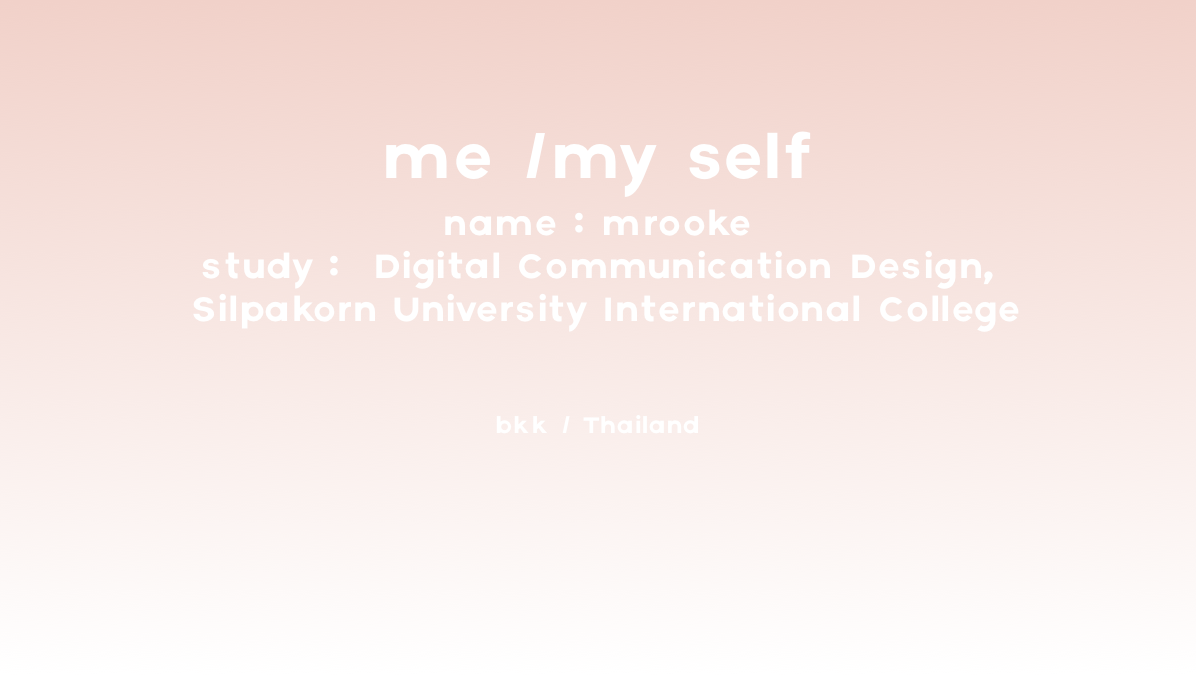 me /my self
name : mrooke
study :  Digital Communication Design,
Silpakorn University International College
bkk / Thailand